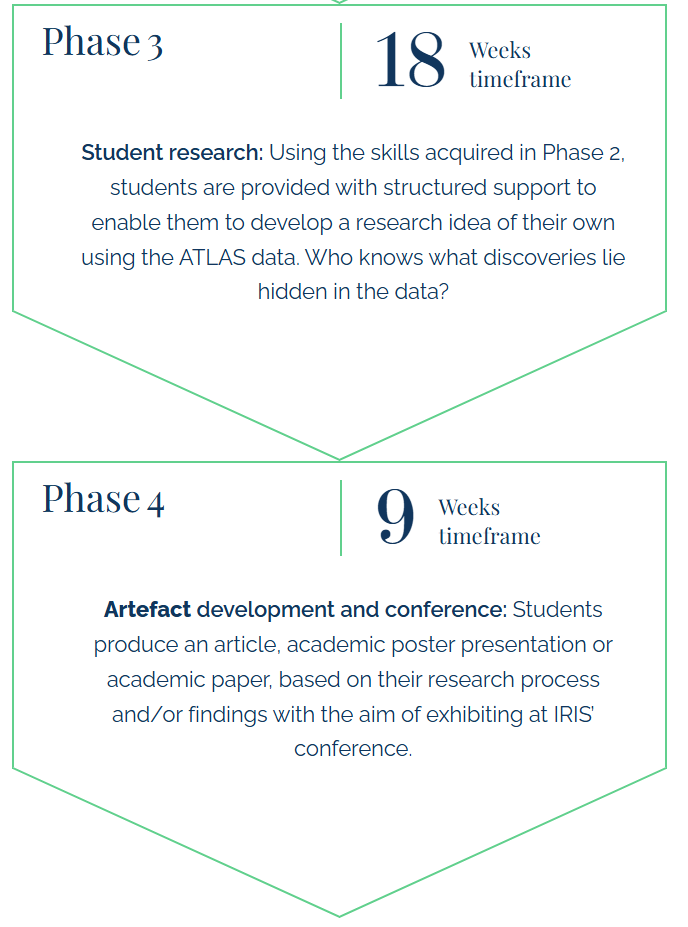 Phase 3
18
Weeks
timeframe
Student research: Using the skills acquired in Phase 2,
students are provided with structured support to
enable them to develop a research idea of their own
using the ATLAS data. Who knows what discoveries lie
hidden in the data?
Phase 4
9
Weeks
timeframe
Artefact development and conference: Students
produce an article, academic poster presentation or
academic paper, based on their research process
and/or findings with the aim of exhibiting at IRIS’
conference.